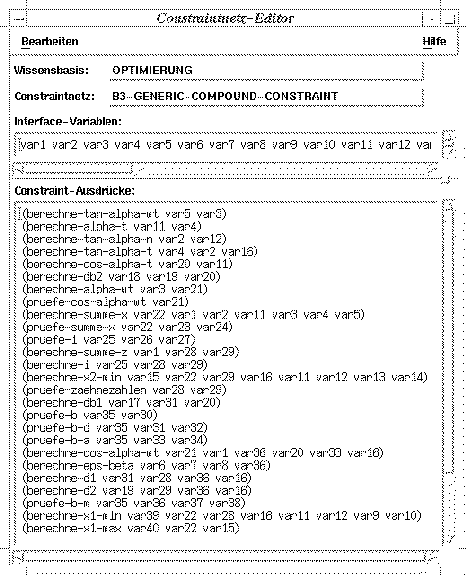 Constraintnetz-Editor
Bearbeiten Hilfe
Wissensbasis: OPTIMIERUNG
Constraintnetz: B3-GENERIC-COMPOUND-CONSTRAINT
Interface-Variablen:
var1 var2 var3 var4 var5 var6 var7 var8 var9 var10 var11 var12 var
Constraint-Ausdrücke:
(berechne-tan-alpha-wt var5 var3)
(berechne-alpha-t var11 var4)
(berechne-tan-alpha-n var2 var12)
(berechne-tan-alpha-t var4 var2 var16)
(berechne-cos-alpha-t var20 var11)
(berechne-db2 var18 var19 var20)
(berechne-alpha-wt var3 var21)
(pruefe-cos-alpha-wt var21)
(berechne-summe-x var22 var1 var2 var11 var3 var4 var5)
(pruefe-summe-x var22 var23 var24)
(pruefe-i var25 var26 var27)
(berechne-summe-z var1 var28 var29)
(berechne-i var25 var28 var29)
(berechne-x2-min var15 var22 var29 var16 var11 var12 var13 var14)
(pruefe-zaehnezahlen var28 var29)
(berechne-db1 var17 var31 var20)
(pruefe-b var35 var30)
(pruefe-b-d var35 var31 var32)
(pruefe-b-a var35 var33 var34)
(berechne-cos-alpha-wt var21 var1 var36 var20 var33 var16)
(berechne-eps-beta var6 var7 var8 var36)
(berechne-d1 var31 var28 var36 var16)
(berechne-d2 var19 var29 var36 var16)
(pruefe-b-m var35 var36 var37 var38)
(berechne-x1-min var39 var22 var28 var16 var11 var12 var9 var10)
(berechne-x1-max var40 var22 var15)